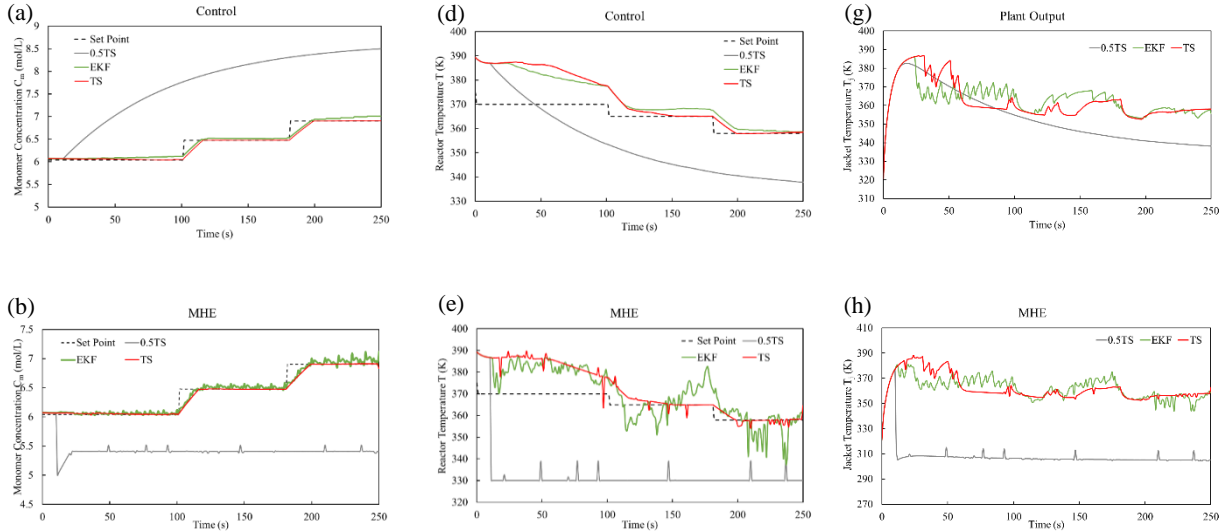 (a)
Control
Monomer Concentration Cm (mol/L)
9
8.5
8
7.5
7
6.5
6
5.5
5
Set Point
0.5TS
EKF
TS
0 50 100 150 200 250
Time (s)
(d)
Control
Reactor Temperature T (K)
400
390
380
370
360
350
340
330
Set Point
0.5TS
EKF
TS
0 50 100 150 200 250
Time (s)
(g)
Plant Output
Jacket Temperature Tj (K)
400
390
380
370
360
350
340
330
320
310
0.5TS EKF TS
0 50 100 150 200 250
Time (s)
(b)
MHE
Monomer Concentration Cm (mol/L)
7.5
7
6.5
6
5.5
5
4.5
Set Point 0.5TS
EKF TS
0 50 100 150 200 250
Time (s)
(e)
MHE
Reactor Temperature T (K)
400
390
380
370
360
350
340
330
320
Set Point 0.5TS
EKF TS
0 50 100 150 200 250
Time (s)
(h)
MHE
Jacket Temperature Tj (K)
410
390
370
350
330
310
290
270
0.5TS EKF TS
0 50 100 150 200 250
Time (s)